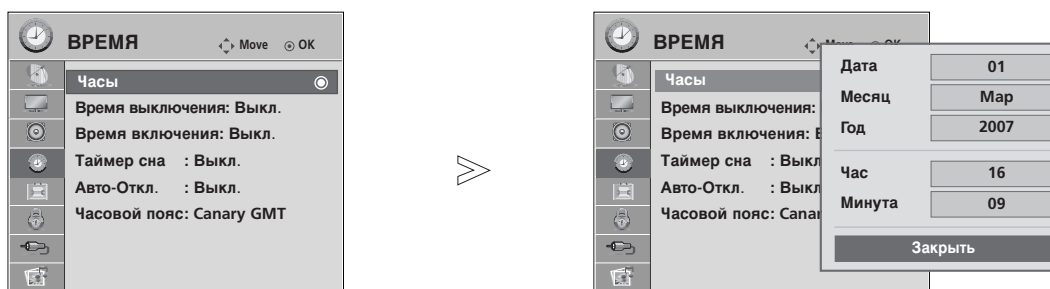 ВРЕМЯ
Move OK
Часы
Время выключения: Выкл.
Время включения: Выкл.
Таймер сна : Выкл.
Авто-Откл. : Выкл.
Часовой пояс: Canary GMT
ВРЕМЯ
Часы
Время выключения:
Время включения:
Таймер сна : Выкл
Авто-Откл. : Выкл
Часовой пояс: Canar
Дата 01
Месяц Мар
Год 2007
Час 16
Минута 09
Закрыть